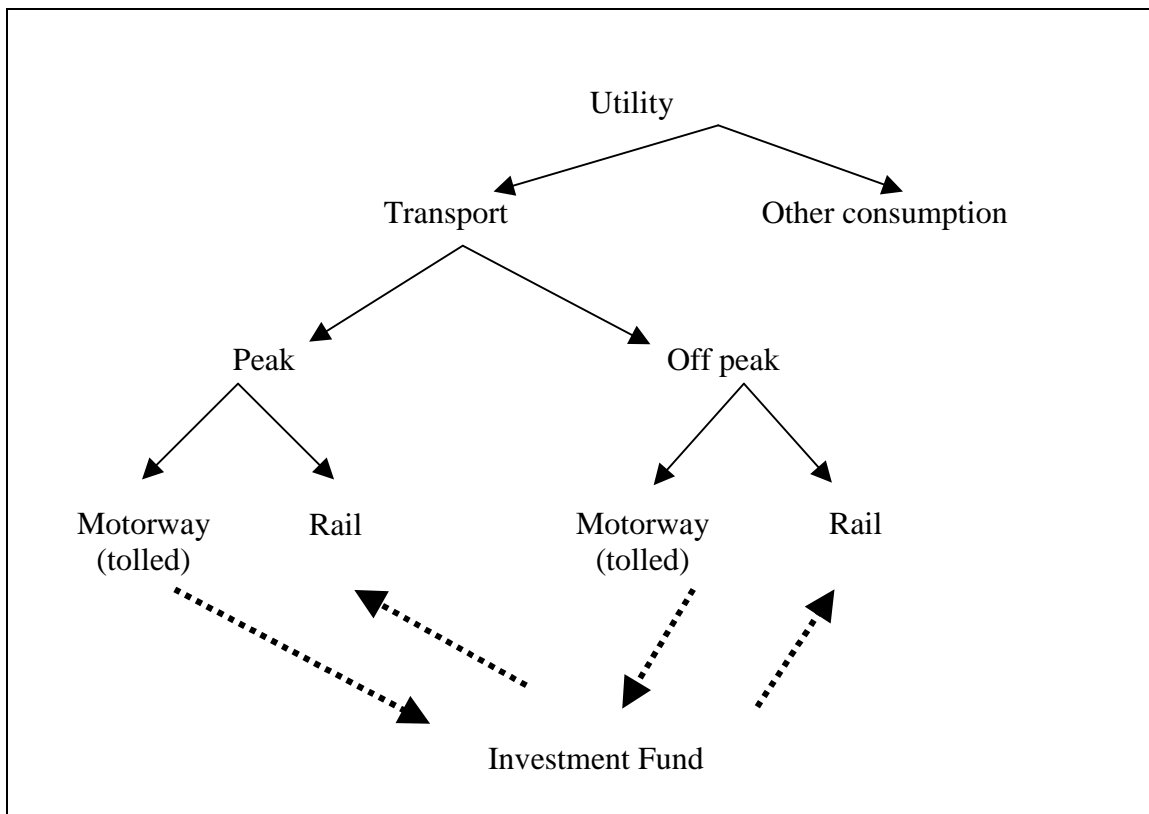 Utility
Transport
Other consumption
Peak
Off peak
Motorway
(tolled)
Rail
Motorway
(tolled)
Rail
Investment Fund